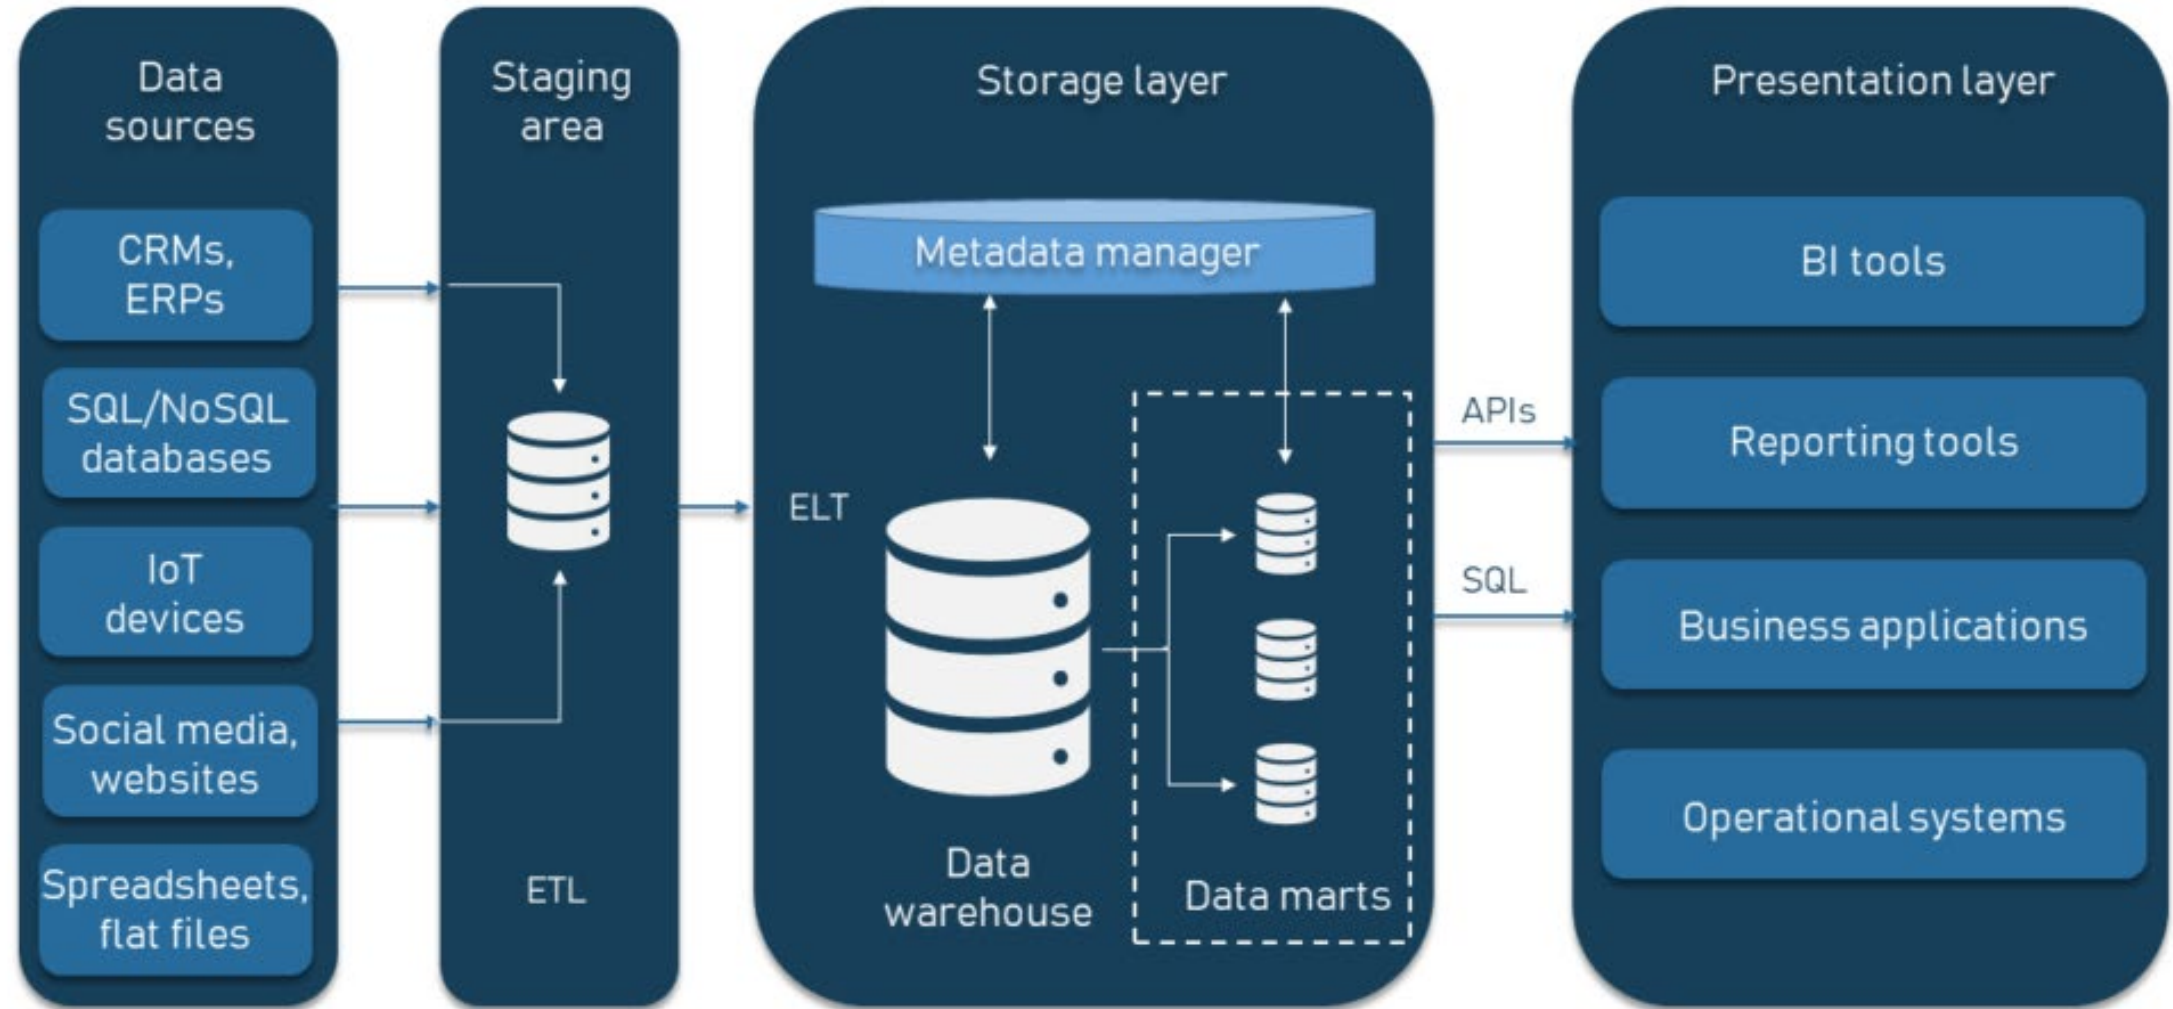 Data
sources
CRMs,
ERPs
SQL/NoSQL
databases
IoT
devices
Social media,
websites
Spreadsheets,
flat files
Staging
area
ETL
Storage layer
Metadata manager
ELT
Data
warehouse
Data marts
APIs
SQL
Presentation layer
BI tools
Reporting tools
Business applications
Operational systems